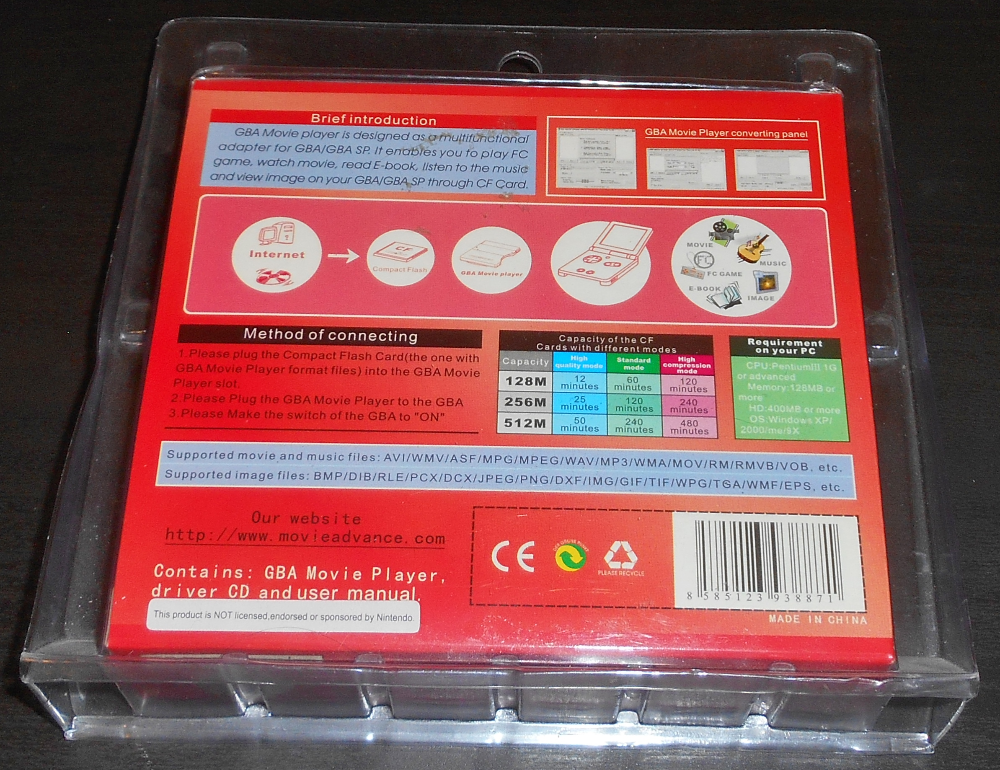 Brief introduction
GBA Movie player is designed as a multifunctional
adapter for GBA/GBA SP. It enables you to play FC
game, watch movie, read E-book, listen to the music
and view image on your GBA/GBA SP through CF Card.
GBA Movie Player converting panel
Internet
CF
Compact Flash
GBA Movie player
MOVIE
FC
MUSIC
FC GAME
E-BOOK
IMAGE
Method of connecting
1.Please plug the Compact Flash Card(the one with
GBA Movie Player format files) into the GBA Movie
Player slot.
2.Please Plug the GBA Movie Player to the GBA
3.Please Make the switch of the GBA to "ON"
Capacity of the CF
Cards with different modes
Capacity
High quality mode
Standard mode
High compression mode
128M 12 minutes 60 minutes 120 minutes
256M 25 minutes 120 minutes 240 minutes
512M 50 minutes 240 minutes 480 minutes
Requirement
on your PC
CPU:PentiumIII 1G
or advanced
Memory:128MB or
more
HD:400MB or more
OS:Windows XP/
2000/me/9X
Supported movie and music files: AVI/WMV/ASF/MPG/MPEG/WAV/MP3/WMA/MOV/RM/RMVB/VOB, etc.
Supported image files: BMP/DIB/RLE/PCX/DCX/JPEG/PNG/DXF/IMG/GIF/TIF/WPG/TGA/WMF/EPS, etc.
Our website
http://www.movieadvance.com
Contains: GBA Movie Player,
driver CD and user manual.
This product is NOT licensed,endorsed or sponsored by Nintendo.
CE
PLEASE RECYCLE
8 585123 938871
MADE IN CHINA